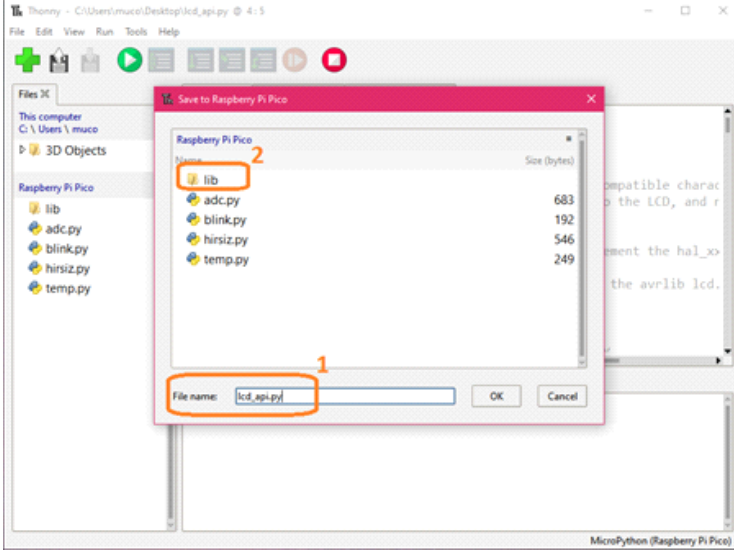 Thonny - C:\Users\muco\Desktop\lcd_api.py @ 4 : 5
File Edit View Run Tools Help
Files
This computer
C: \ Users \ muco
3D Objects
Raspberry Pi Pico
lib
adc.py
blink.py
hirsiz.py
temp.py
Save to Raspberry Pi Pico
Raspberry Pi Pico
2
Name Size (bytes)
lib
adc.py 683
blink.py 192
hirsiz.py 546
temp.py 249
1
File name: lcd_api.py OK Cancel
ompatible charac
o the LCD, and r
ement the hal_x
the avrlib lcd.
MicroPython (Raspberry Pi Pico)